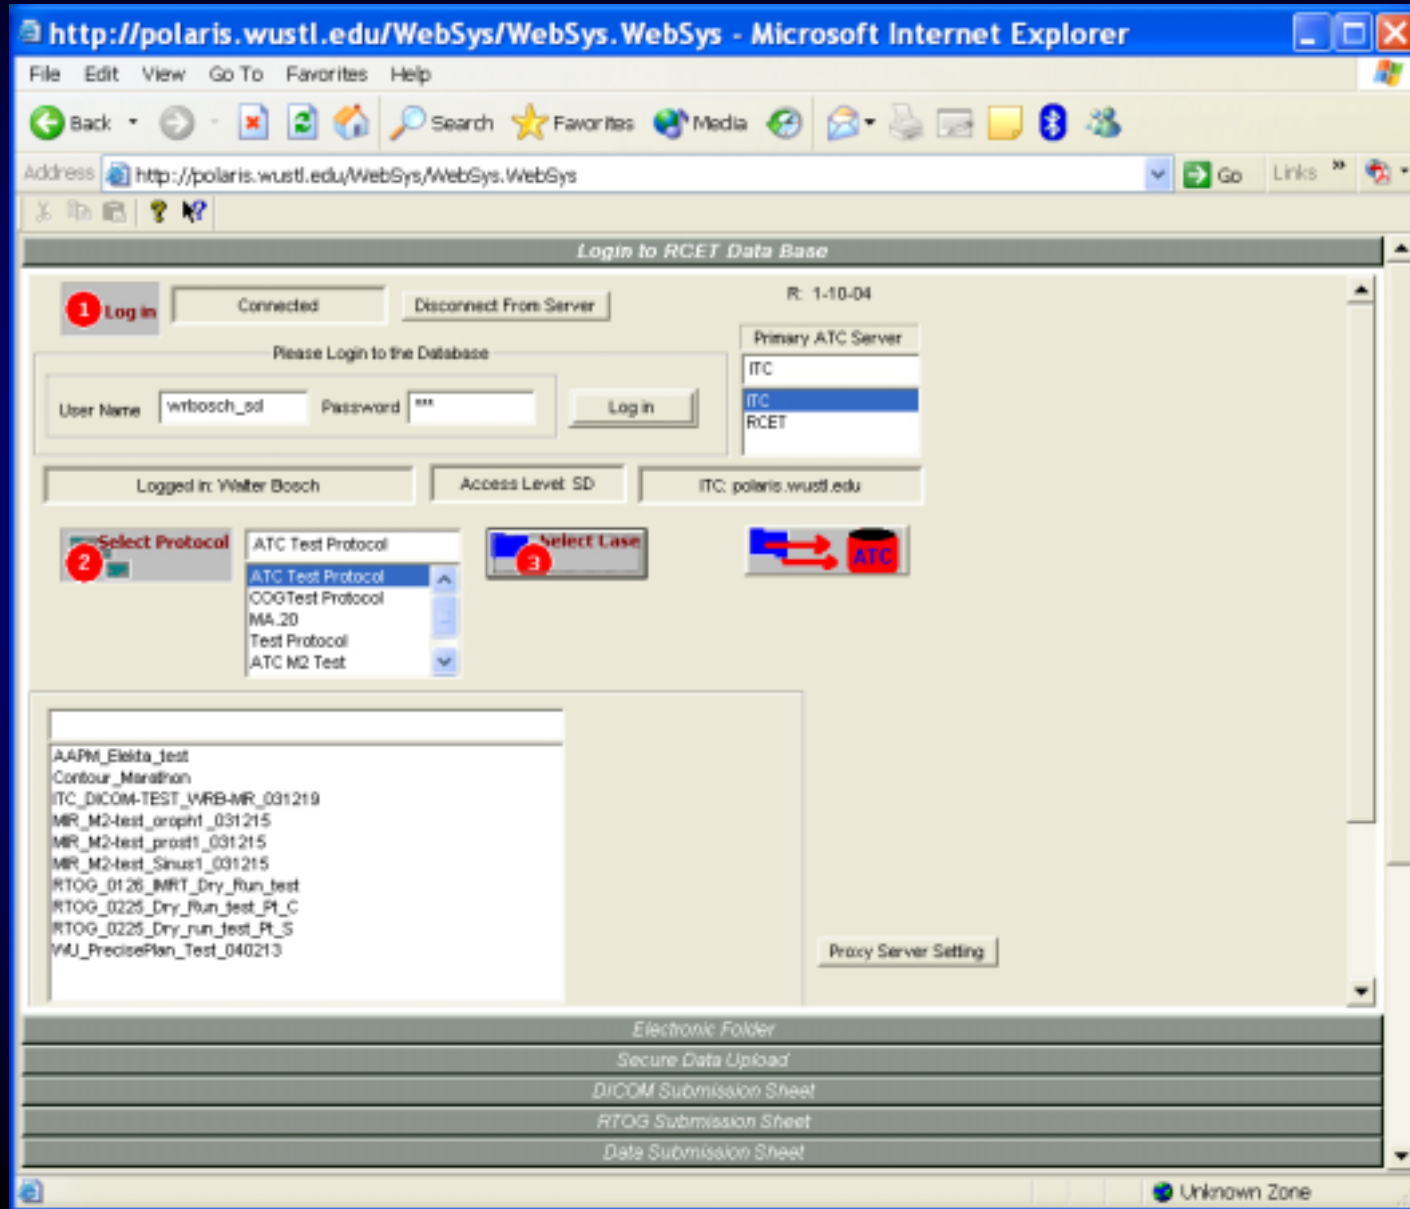 http://polaris.wustl.edu/WebSys/WebSys.WebSys - Microsoft Internet Explorer
File Edit View Go To Favorites Help
Back Search Favorites Media
Address http://polaris.wustl.edu/WebSys/WebSys.WebSys Go Links »
Login to RCET Data Base
1 Log in Connected Disconnect From Server R: 1-10-04
Primary ATC Server
Please Login to the Database
ITC
User Name wrbosch_sd Password *** Log in
ITC
RCET
Logged in: Walter Bosch Access Level: SD ITC: polaris.wustl.edu
2 Select Protocol ATC Test Protocol 3 Select Case ATC
ATC Test Protocol
COGTest Protocol
MA.20
Test Protocol
ATC M2 Test
AAPM_Elekta_test
Contour_Marathon
ITC_DICOM-TEST_WRB-MR_031219
MIR_M2-test_oroph1_031215
MIR_M2-test_prost1_031215
MIR_M2-test_Sinus1_031215
RTOG_0126_IMRT_Dry_Run_test
RTOG_0225_Dry_Run_test_Pt_C
RTOG_0225_Dry_run_test_Pt_S
WU_PrecisePlan_Test_040213
Proxy Server Setting
Electronic Folder
Secure Data Upload
DICOM Submission Sheet
RTOG Submission Sheet
Data Submission Sheet
Unknown Zone